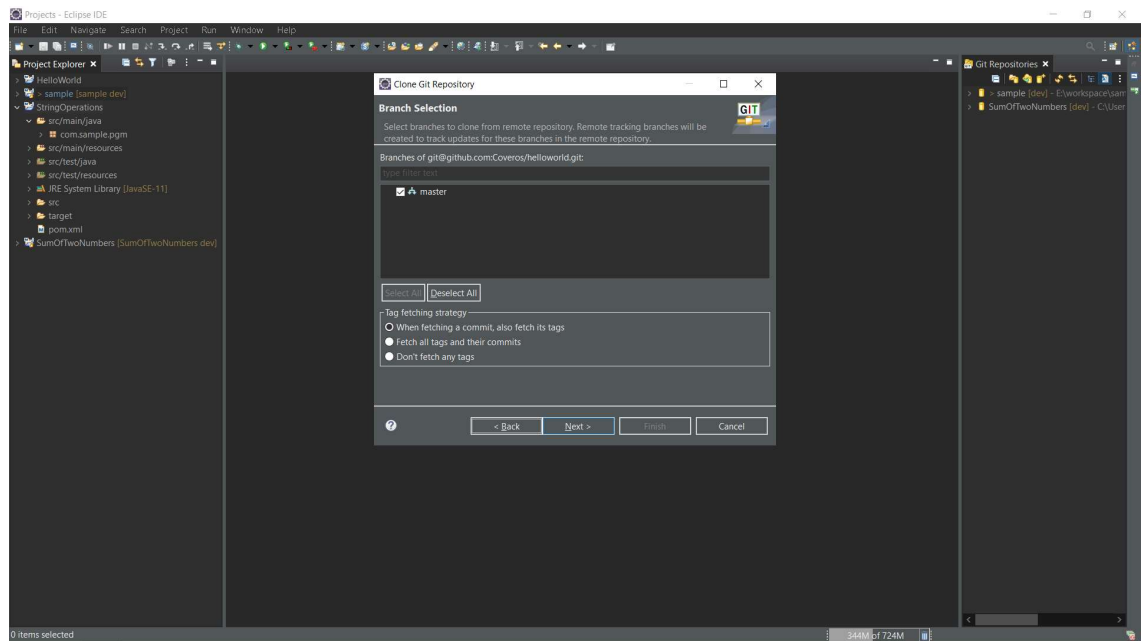 Projects - Eclipse IDE
File Edit Navigate Search Project Run Window Help
Project Explorer
HelloWorld
> sample [sample dev]
StringOperations
src/main/java
com.sample.pgm
src/main/resources
src/test/java
src/test/resources
JRE System Library [JavaSE-11]
src
target
pom.xml
SumOfTwoNumbers [SumOfTwoNumbers dev]
Clone Git Repository
Branch Selection
GIT
Select branches to clone from remote repository. Remote tracking branches will be
created to track updates for these branches in the remote repository.
Branches of git@github.com:Coveros/helloworld.git:
type filter text
master
Select All Deselect All
Tag fetching strategy
When fetching a commit, also fetch its tags
Fetch all tags and their commits
Don't fetch any tags
< Back Next > Finish Cancel
Git Repositories
> sample [dev] - E:\workspace\sam
SumOfTwoNumbers [dev] - C:\User
0 items selected
344M of 724M